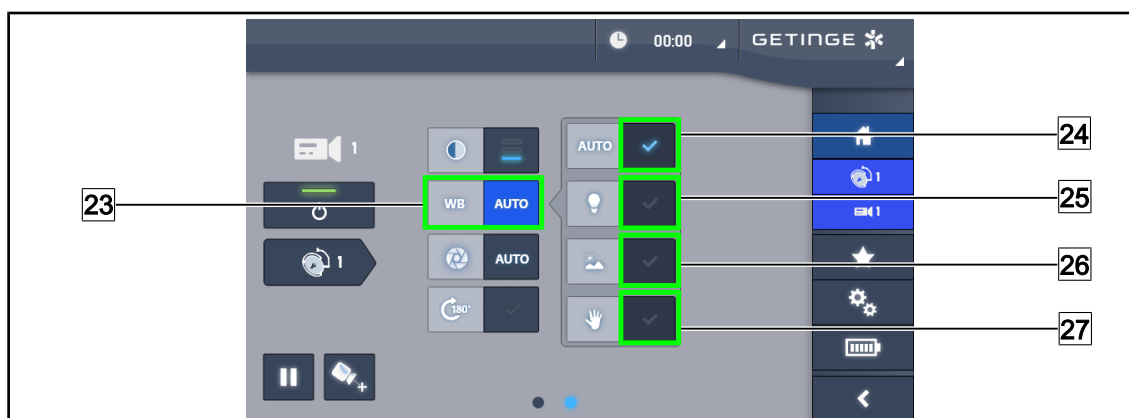 00:00 GETINGE
1 AUTO 24
1
23 WB AUTO 25
1
1 AUTO 26
180°
27
+